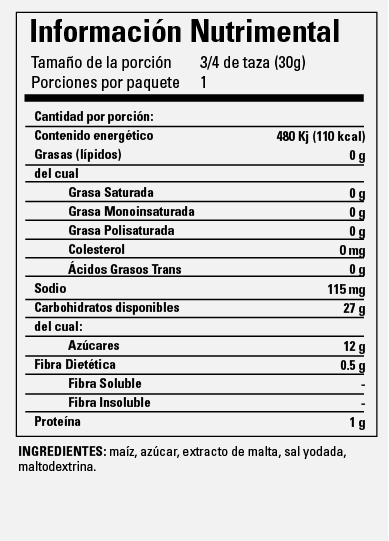 Información Nutrimental
Tamaño de la porción 3/4 de taza (30g)
Porciones por paquete 1
Cantidad por porción:
Contenido energético 480 Kj (110 kcal)
Grasas (lípidos) 0 g
del cual
Grasa Saturada 0 g
Grasa Monoinsaturada 0 g
Grasa Polisaturada 0 g
Colesterol 0 mg
Ácidos Grasos Trans 0 g
Sodio 115 mg
Carbohidratos disponibles 27 g
del cual:
Azúcares 12 g
Fibra Dietética 0.5 g
Fibra Soluble -
Fibra Insoluble -
Proteína 1 g
INGREDIENTES: maíz, azúcar, extracto de malta, sal yodada,
maltodextrina.